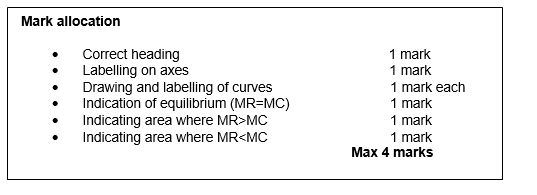 Mark allocation
• Correct heading 1 mark
• Labelling on axes 1 mark
• Drawing and labelling of curves 1 mark each
• Indication of equilibrium (MR=MC) 1 mark
• Indicating area where MR>MC 1 mark
• Indicating area where MR<MC 1 mark
Max 4 marks